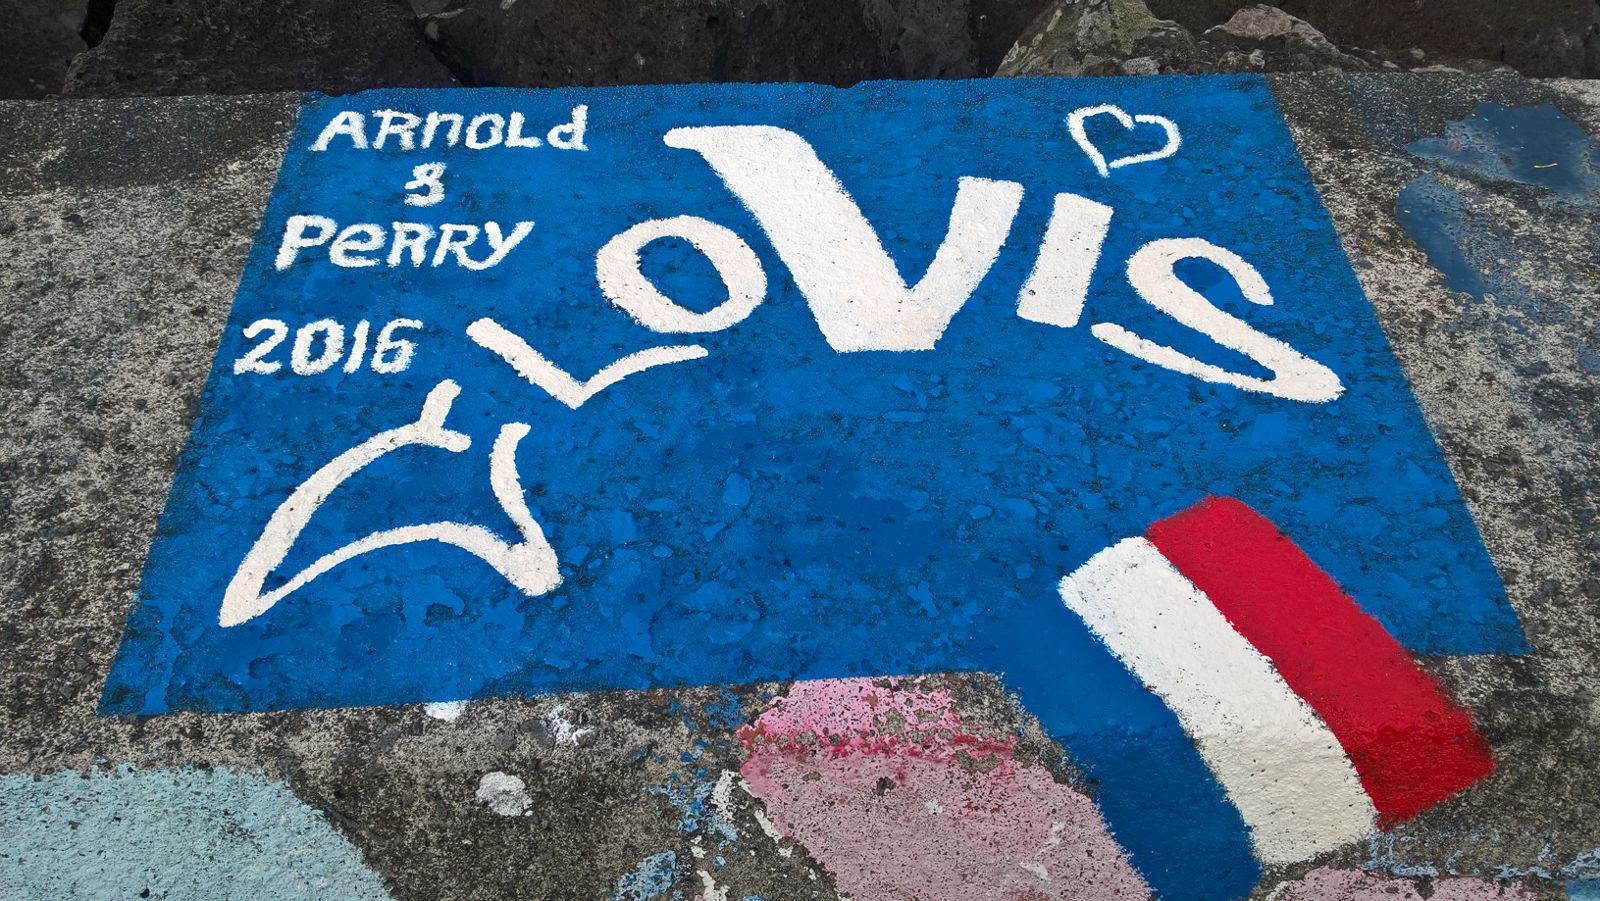 Arnold
&
Perry
2016
LOVIS